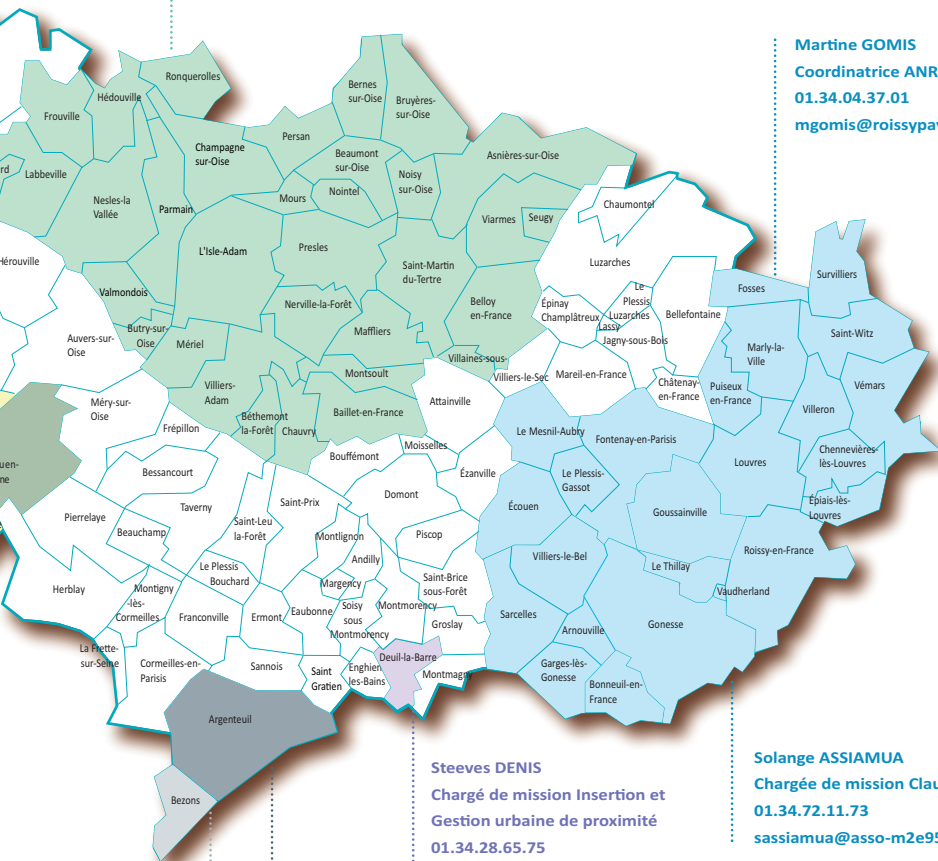 Martine GOMIS
Coordinatrice ANR
01.34.04.37.01
mgomis@roissypay
Ronquerolles
Hédouville
Frouville
Bernes
sur-Oise
Bruyères-
sur-Oise
Persan
Champagne
sur-Oise
Beaumont
sur-Oise
Asnières-sur-Oise
Labbeville
Noisy
sur-Oise
Nointel
Mours
Nesles-la
Vallée
Parmain
Chaumontel
Viarmes
Seugy
Hérouville
L'Isle-Adam
Presles
Saint-Martin
du-Tertre
Luzarches
Survilliers
Fosses
Valmondois
Nerville-la-Forêt
Belloy
en-France
Épinay
Champlâtreux
Le
Plessis
Luzarches
Lassy
Jagny-sous-Bois
Bellefontaine
Saint-Witz
Auvers-sur-
Oise
Butry-sur-
Oise
Mériel
Maffliers
Marly-la-
Ville
Villaines-sous-
Montsoult
Villiers-le-Sec
Mareil-en-France
Châtenay-
en-France
Puiseux
en-France
Vémars
Villiers-
Adam
Attainville
Méry-sur-
Oise
Béthemont
la-Forêt
Chauvry
Baillet-en-France
Villeron
Frépillon
Le Mesnil-Aubry
Fontenay-en-Parisis
Bouffémont
Moisselles
Chennevières-
lès-Louvres
Louvres
Bessancourt
Ézanville
Le Plessis-
Gassot
uen-
ne
Domont
Écouen
Goussainville
Épiais-lès-
Louvres
Pierrelaye
Taverny
Saint-Prix
Beauchamp
Saint-Leu
la-Forêt
Montlignon
Piscop
Roissy-en-France
Andilly
Villiers-le-Bel
Le Thillay
Le Plessis
Bouchard
Herblay
Montigny
-lès-
Cormeilles
Margency
Saint-Brice
sous-Forêt
Vaudherland
Franconville
Ermont
Eaubonne
Soisy
sous
Montmorency
Montmorency
Groslay
Sarcelles
Arnouville
Gonesse
La Frette-
sur-Seine
Cormeilles-en-
Parisis
Sannois
Saint
Gratien
Enghien
les-Bains
Deuil-la-Barre
Montmagny
Garges-lès-
Gonesse
Bonneuil-en-
France
Argenteuil
Bezons
Steeves DENIS
Chargé de mission Insertion et
Gestion urbaine de proximité
01.34.28.65.75
Solange ASSIAMUA
Chargée de mission Clau
01.34.72.11.73
sassiamua@asso-m2e95